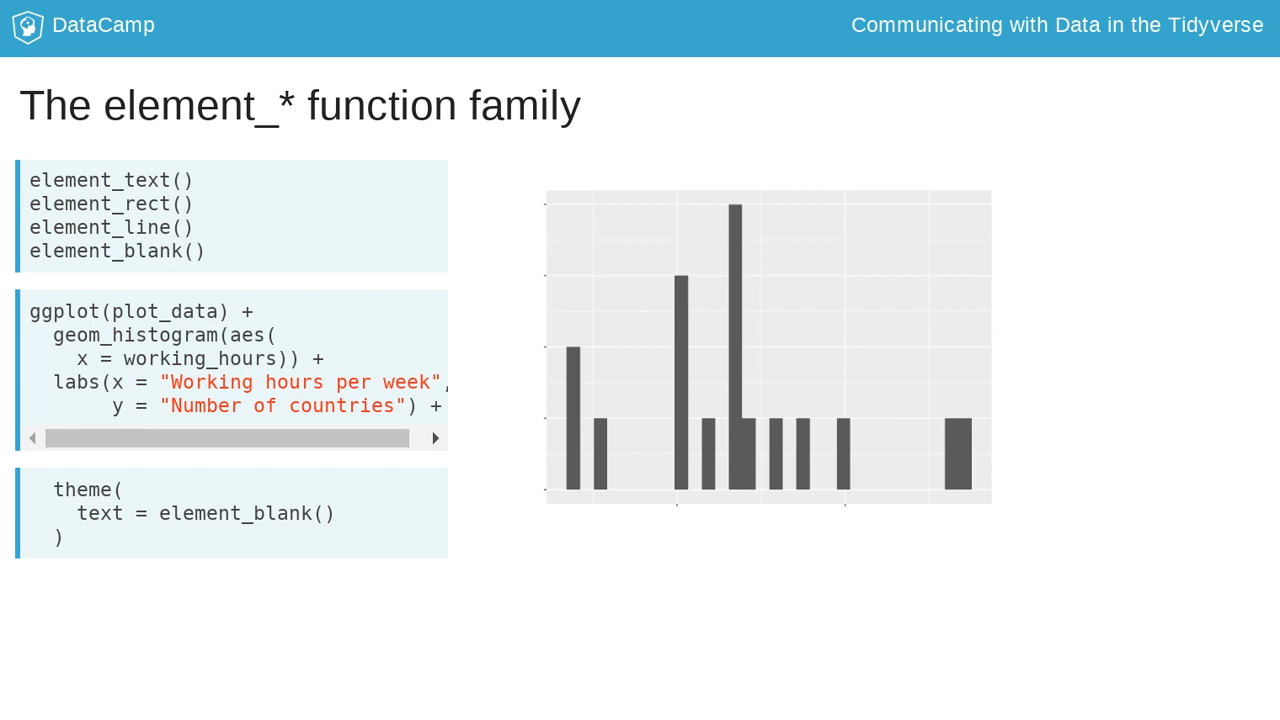 DataCamp
Communicating with Data in the Tidyverse
The element_* function family
element_text()
element_rect()
element_line()
element_blank()
ggplot(plot_data) +
  geom_histogram(aes(
    x = working_hours)) +
  labs(x = "Working hours per week",
       y = "Number of countries") +
  theme(
    text = element_blank()
  )